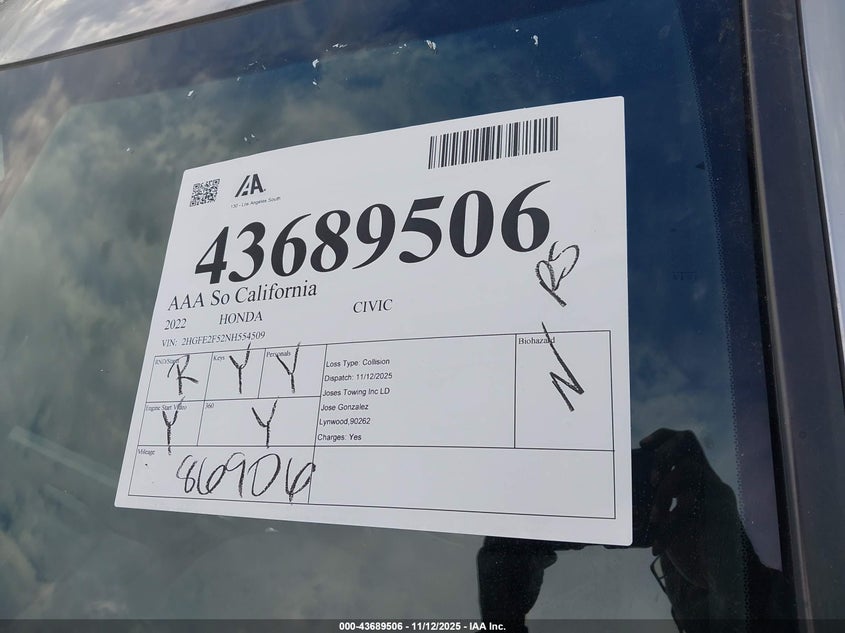 IAA
130 - Los Angeles South
43689506
RS
AAA So California
2022 HONDA CIVIC
VIN: 2HGFE2F52NH554509
RND/Start Keys Personals
R Y Y
Engine Start Video 360
Y Y
Mileage
86906
Loss Type: Collision
Dispatch: 11/12/2025
Joses Towing Inc LD
Jose Gonzalez
Lynwood,90262
Charges: Yes
Biohazard
N
000-43689506 - 11/12/2025 - IAA Inc.